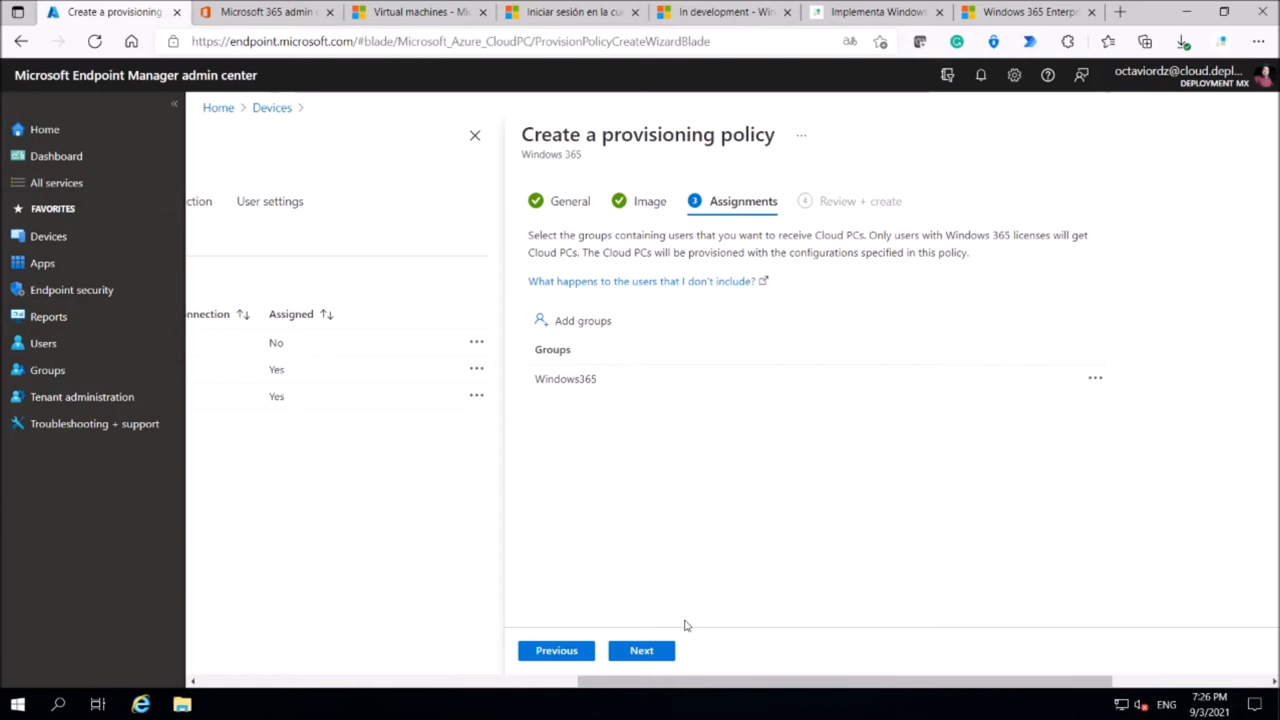 Create a provisioning
Microsoft 365 admin c
Virtual machines - Mic
Iniciar sesión en la cu
In development - Win
Implementa Windows
Windows 365 Enterpr
https://endpoint.microsoft.com/#blade/Microsoft_Azure_CloudPC/ProvisionPolicyCreateWizardBlade
Microsoft Endpoint Manager admin center
octaviordz@cloud.depl...
DEPLOYMENT MX
Home
Dashboard
All services
FAVORITES
Devices
Apps
Endpoint security
Reports
Users
Groups
Tenant administration
Troubleshooting + support
Home > Devices >
ction
User settings
nnection
Assigned
No
Yes
Yes
Create a provisioning policy
Windows 365
General
Image
3 Assignments
4 Review + create
Select the groups containing users that you want to receive Cloud PCs. Only users with Windows 365 licenses will get
Cloud PCs. The Cloud PCs will be provisioned with the configurations specified in this policy.
What happens to the users that I don't include?
Add groups
Groups
Windows365
Previous
Next
ENG
7:26 PM
9/3/2021